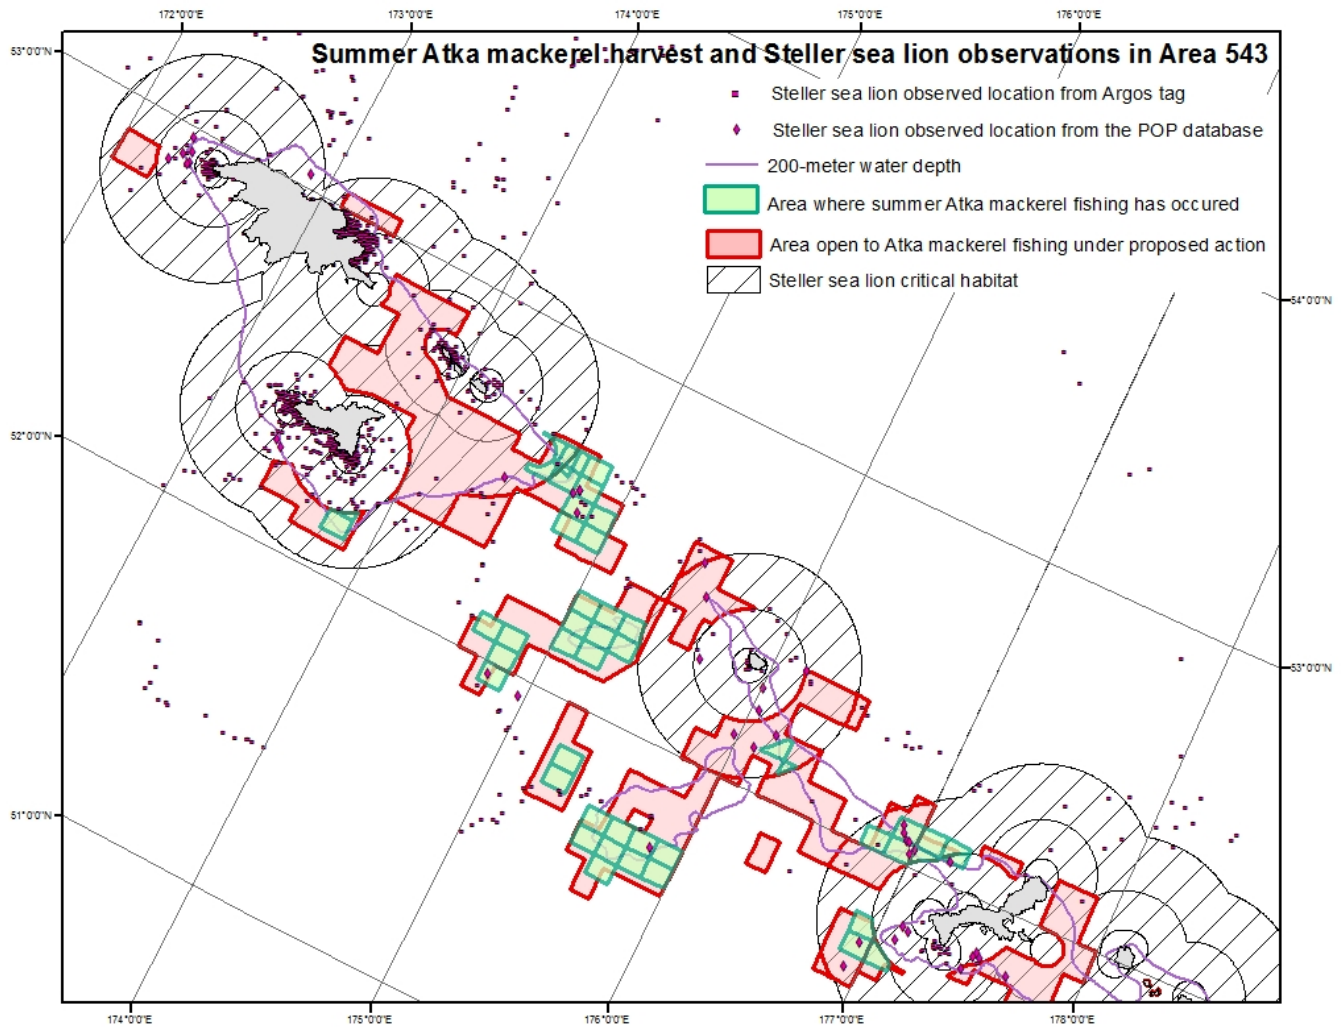 172°0'0"E 173°0'0"E 174°0'0"E 175°0'0"E 176°0'0"E
53°0'0"N
Summer Atka mackerel harvest and Steller sea lion observations in Area 543
Steller sea lion observed location from Argos tag
Steller sea lion observed location from the POP database
200-meter water depth
Area where summer Atka mackerel fishing has occured
Area open to Atka mackerel fishing under proposed action
Steller sea lion critical habitat
54°0'0"N
52°0'0"N
53°0'0"N
51°0'0"N
174°0'0"E 175°0'0"E 176°0'0"E 177°0'0"E 178°0'0"E